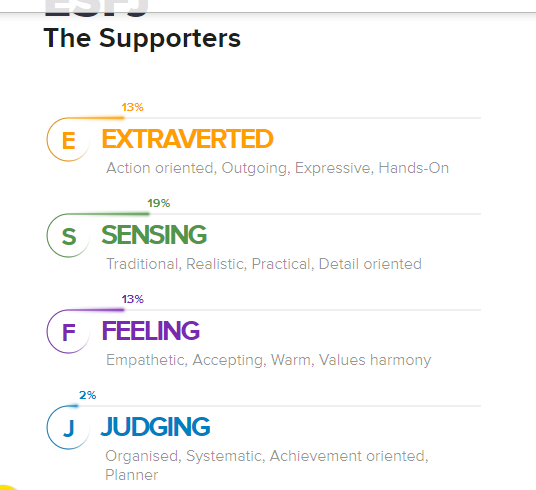 ESFJ
The Supporters
13%
E EXTRAVERTED
Action oriented, Outgoing, Expressive, Hands-On
19%
S SENSING
Traditional, Realistic, Practical, Detail oriented
13%
F FEELING
Empathetic, Accepting, Warm, Values harmony
2%
J JUDGING
Organised, Systematic, Achievement oriented,
Planner